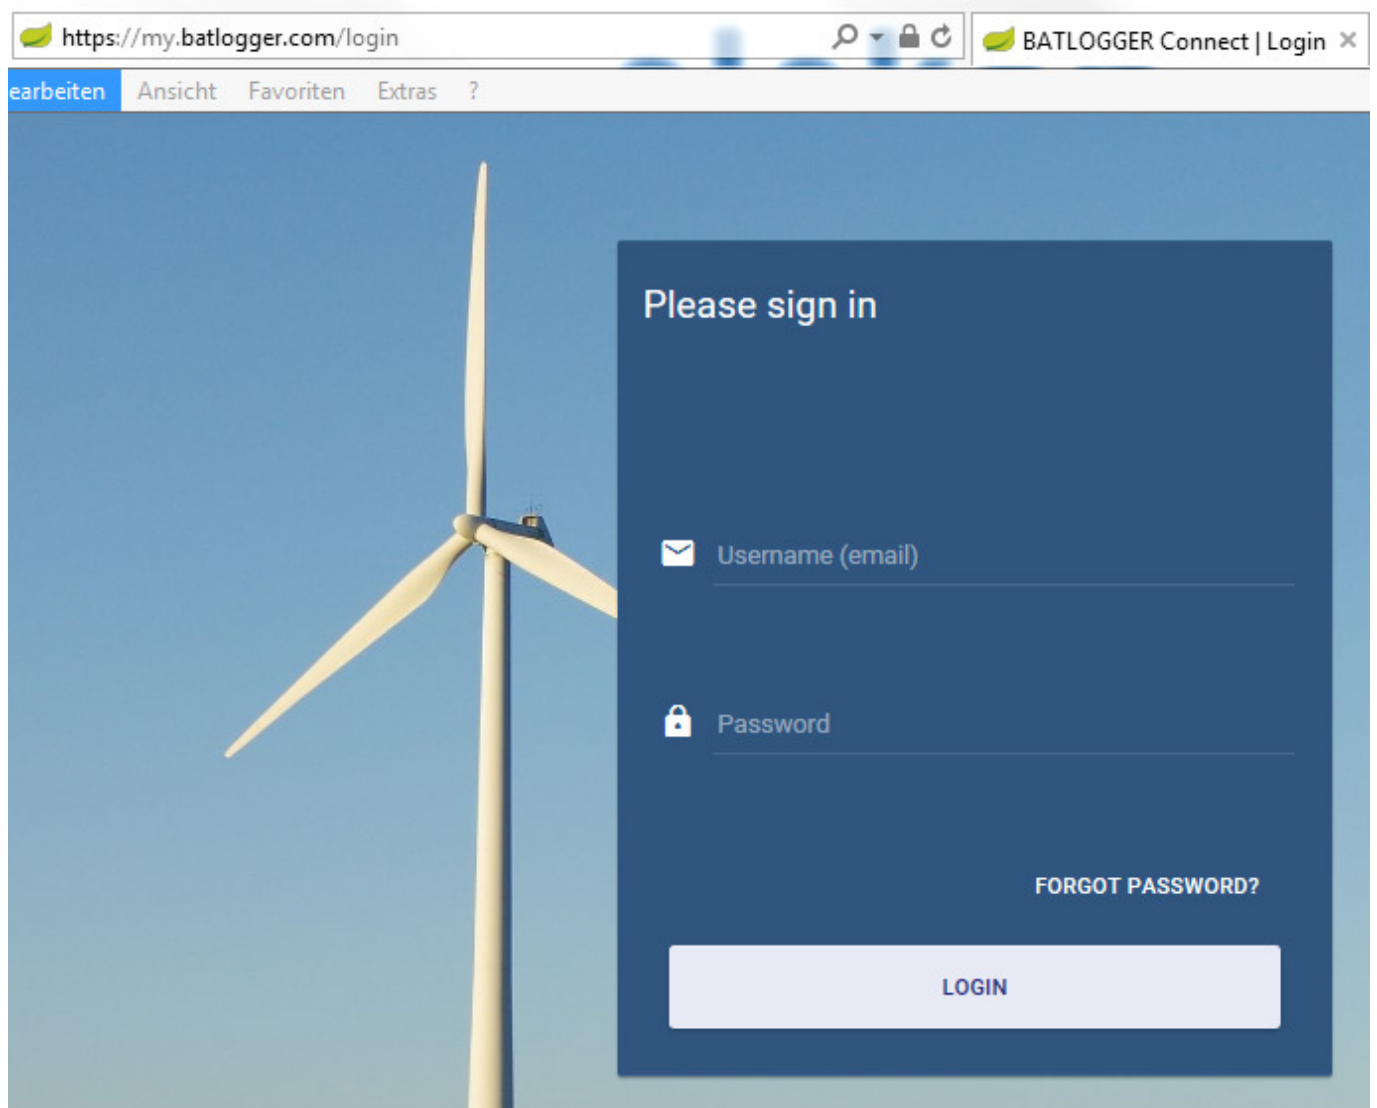 https://my.batlogger.com/login
BATLOGGER Connect | Login
earbeiten Ansicht Favoriten Extras ?
Please sign in
Username (email)
Password
FORGOT PASSWORD?
LOGIN